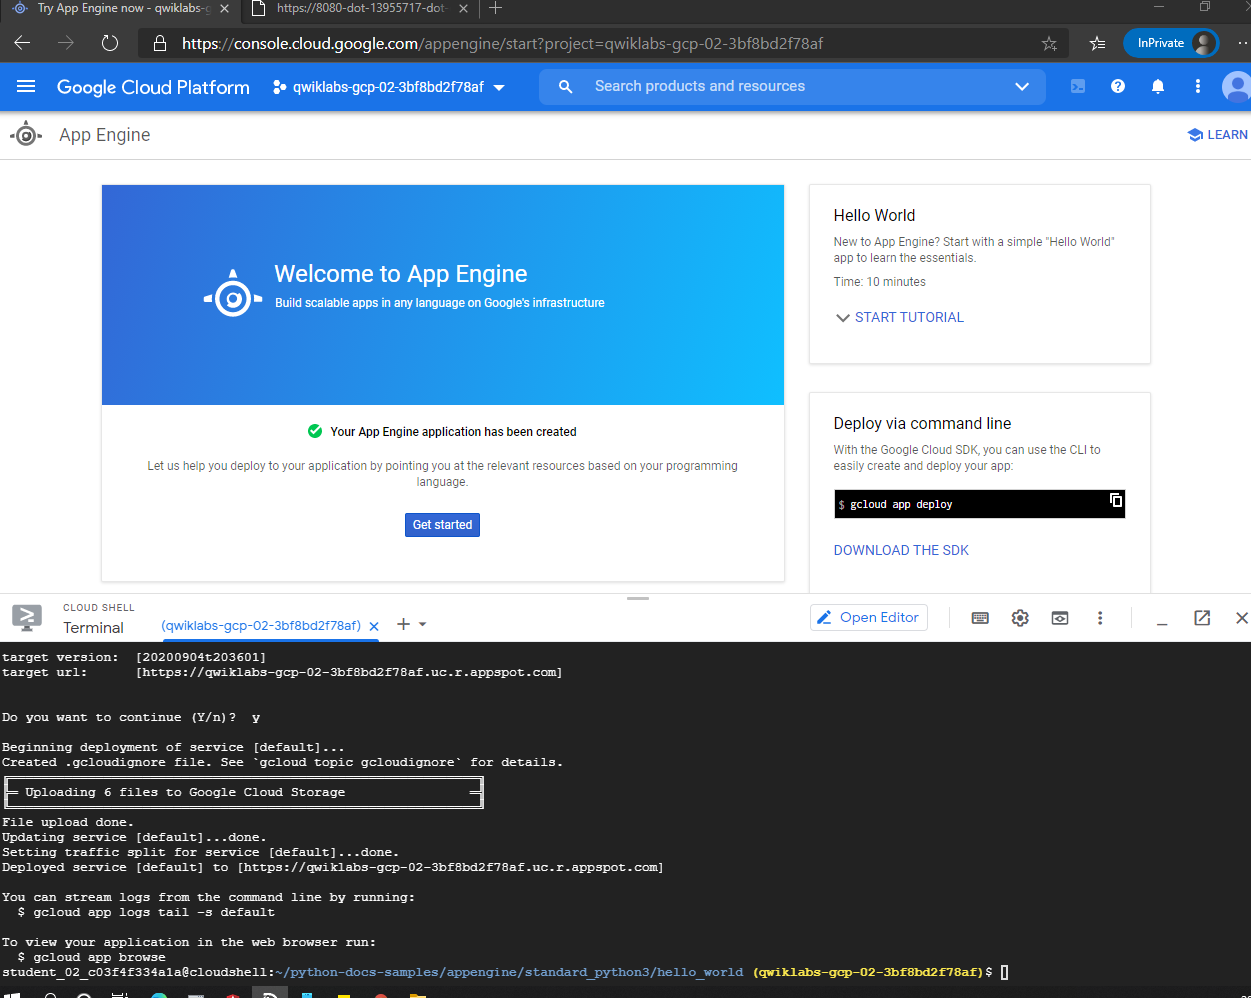 Try App Engine now - qwiklabs-g
https://8080-dot-13955717-dot-
https://console.cloud.google.com/appengine/start?project=qwiklabs-gcp-02-3bf8bd2f78af
InPrivate
Google Cloud Platform
qwiklabs-gcp-02-3bf8bd2f78af
Search products and resources
App Engine
LEARN
Welcome to App Engine
Build scalable apps in any language on Google's infrastructure
Your App Engine application has been created
Let us help you deploy to your application by pointing you at the relevant resources based on your programming
language.
Get started
Hello World
New to App Engine? Start with a simple "Hello World"
app to learn the essentials.
Time: 10 minutes
START TUTORIAL
Deploy via command line
With the Google Cloud SDK, you can use the CLI to
easily create and deploy your app:
$ gcloud app deploy
DOWNLOAD THE SDK
CLOUD SHELL
Terminal
(qwiklabs-gcp-02-3bf8bd2f78af)
Open Editor
target version: [20200904t203601]
target url: [https://qwiklabs-gcp-02-3bf8bd2f78af.uc.r.appspot.com]
Do you want to continue (Y/n)? y
Beginning deployment of service [default]...
Created .gcloudignore file. See `gcloud topic gcloudignore` for details.
Uploading 6 files to Google Cloud Storage
File upload done.
Updating service [default]...done.
Setting traffic split for service [default]...done.
Deployed service [default] to [https://qwiklabs-gcp-02-3bf8bd2f78af.uc.r.appspot.com]
You can stream logs from the command line by running:
$ gcloud app logs tail -s default
To view your application in the web browser run:
$ gcloud app browse
student_02_c03f4f334a1a@cloudshell:~/python-docs-samples/appengine/standard_python3/hello_world (qwiklabs-gcp-02-3bf8bd2f78af)$